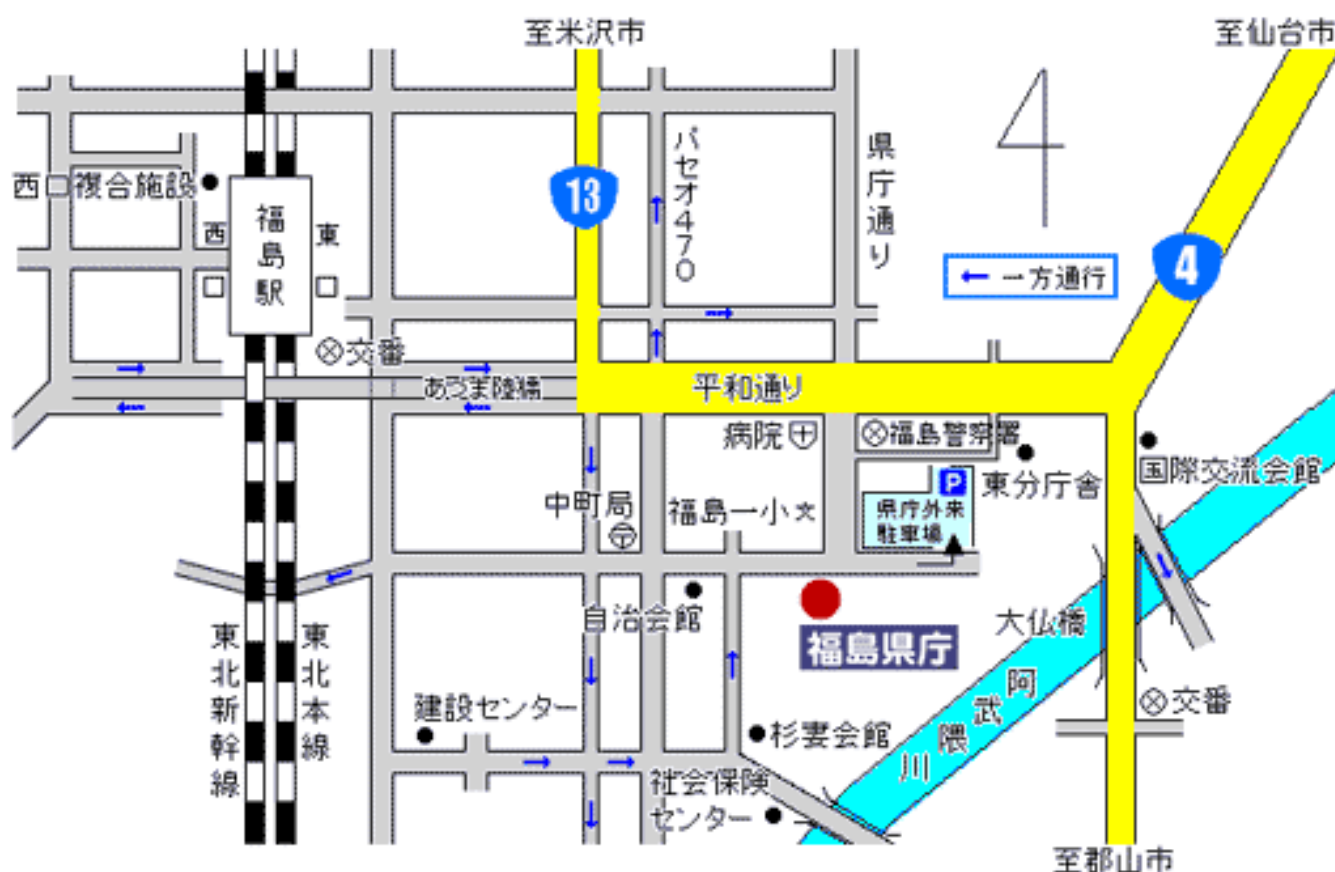 至米沢市
至仙台市
西口複合施設
福島駅
西口
東口
13
パセオ470
県庁通り
4
←一方通行
交番
あづま陸橋
平和通り
病院
福島警察署
国際交流会館
東分庁舎
P
県庁外来
駐車場
中町局
福島一小文
自治会館
福島県庁
大仏橋
阿武隈川
東北新幹線
東北本線
建設センター
杉妻会館
交番
社会保険
センター
至郡山市